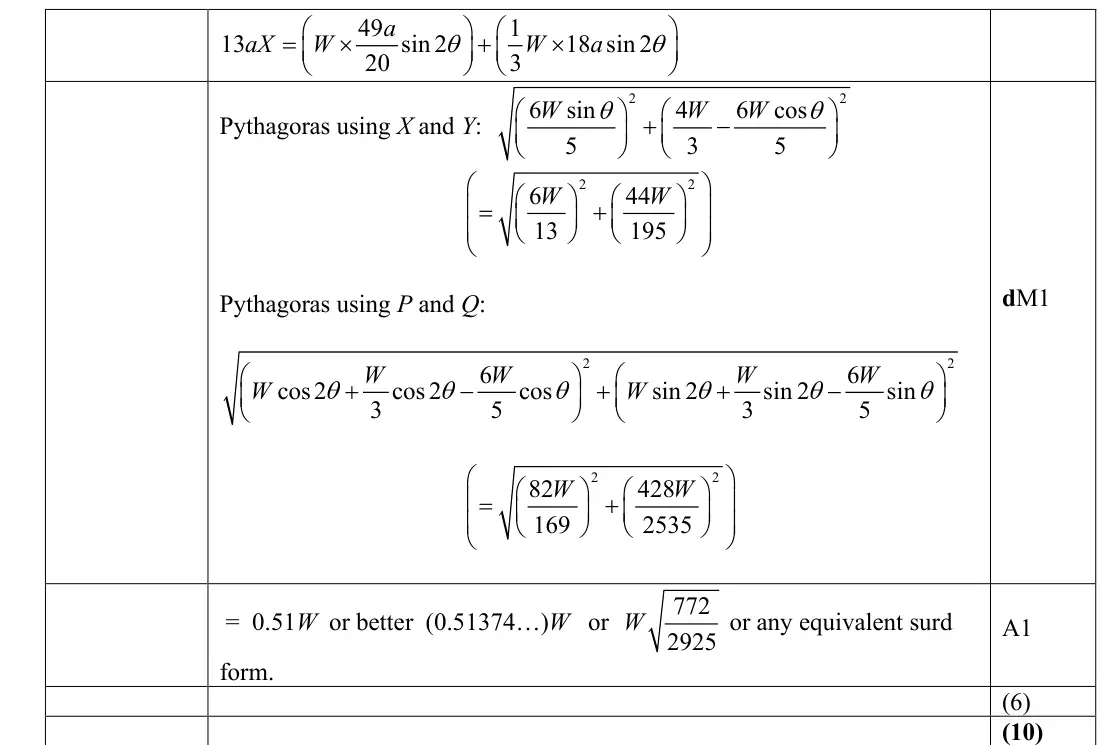 13aX = (W × 49a/20 sin 2θ) + (1/3 W × 18a sin 2θ)
Pythagoras using X and Y: √((6W sin θ/5)² + (4W/3 − 6W cos θ/5)²)
(= √((6W/13)² + (44W/195)²))
Pythagoras using P and Q:
dM1
√((W cos 2θ + W/3 cos 2θ − 6W/5 cos θ)² + (W sin 2θ + W/3 sin 2θ − 6W/5 sin θ)²)
(= √((82W/169)² + (428W/2535)²))
= 0.51W or better (0.51374…)W or W√(772/2925) or any equivalent surd
form.
A1
(6)
(10)